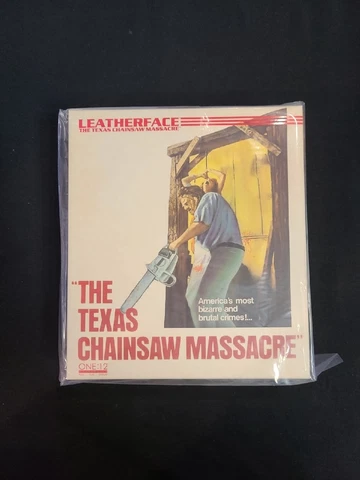 LEATHERFACE
THE TEXAS CHAINSAW MASSACRE
America's most
bizarre and
brutal crimes!...
"THE
TEXAS
CHAINSAW MASSACRE"
ONE:12